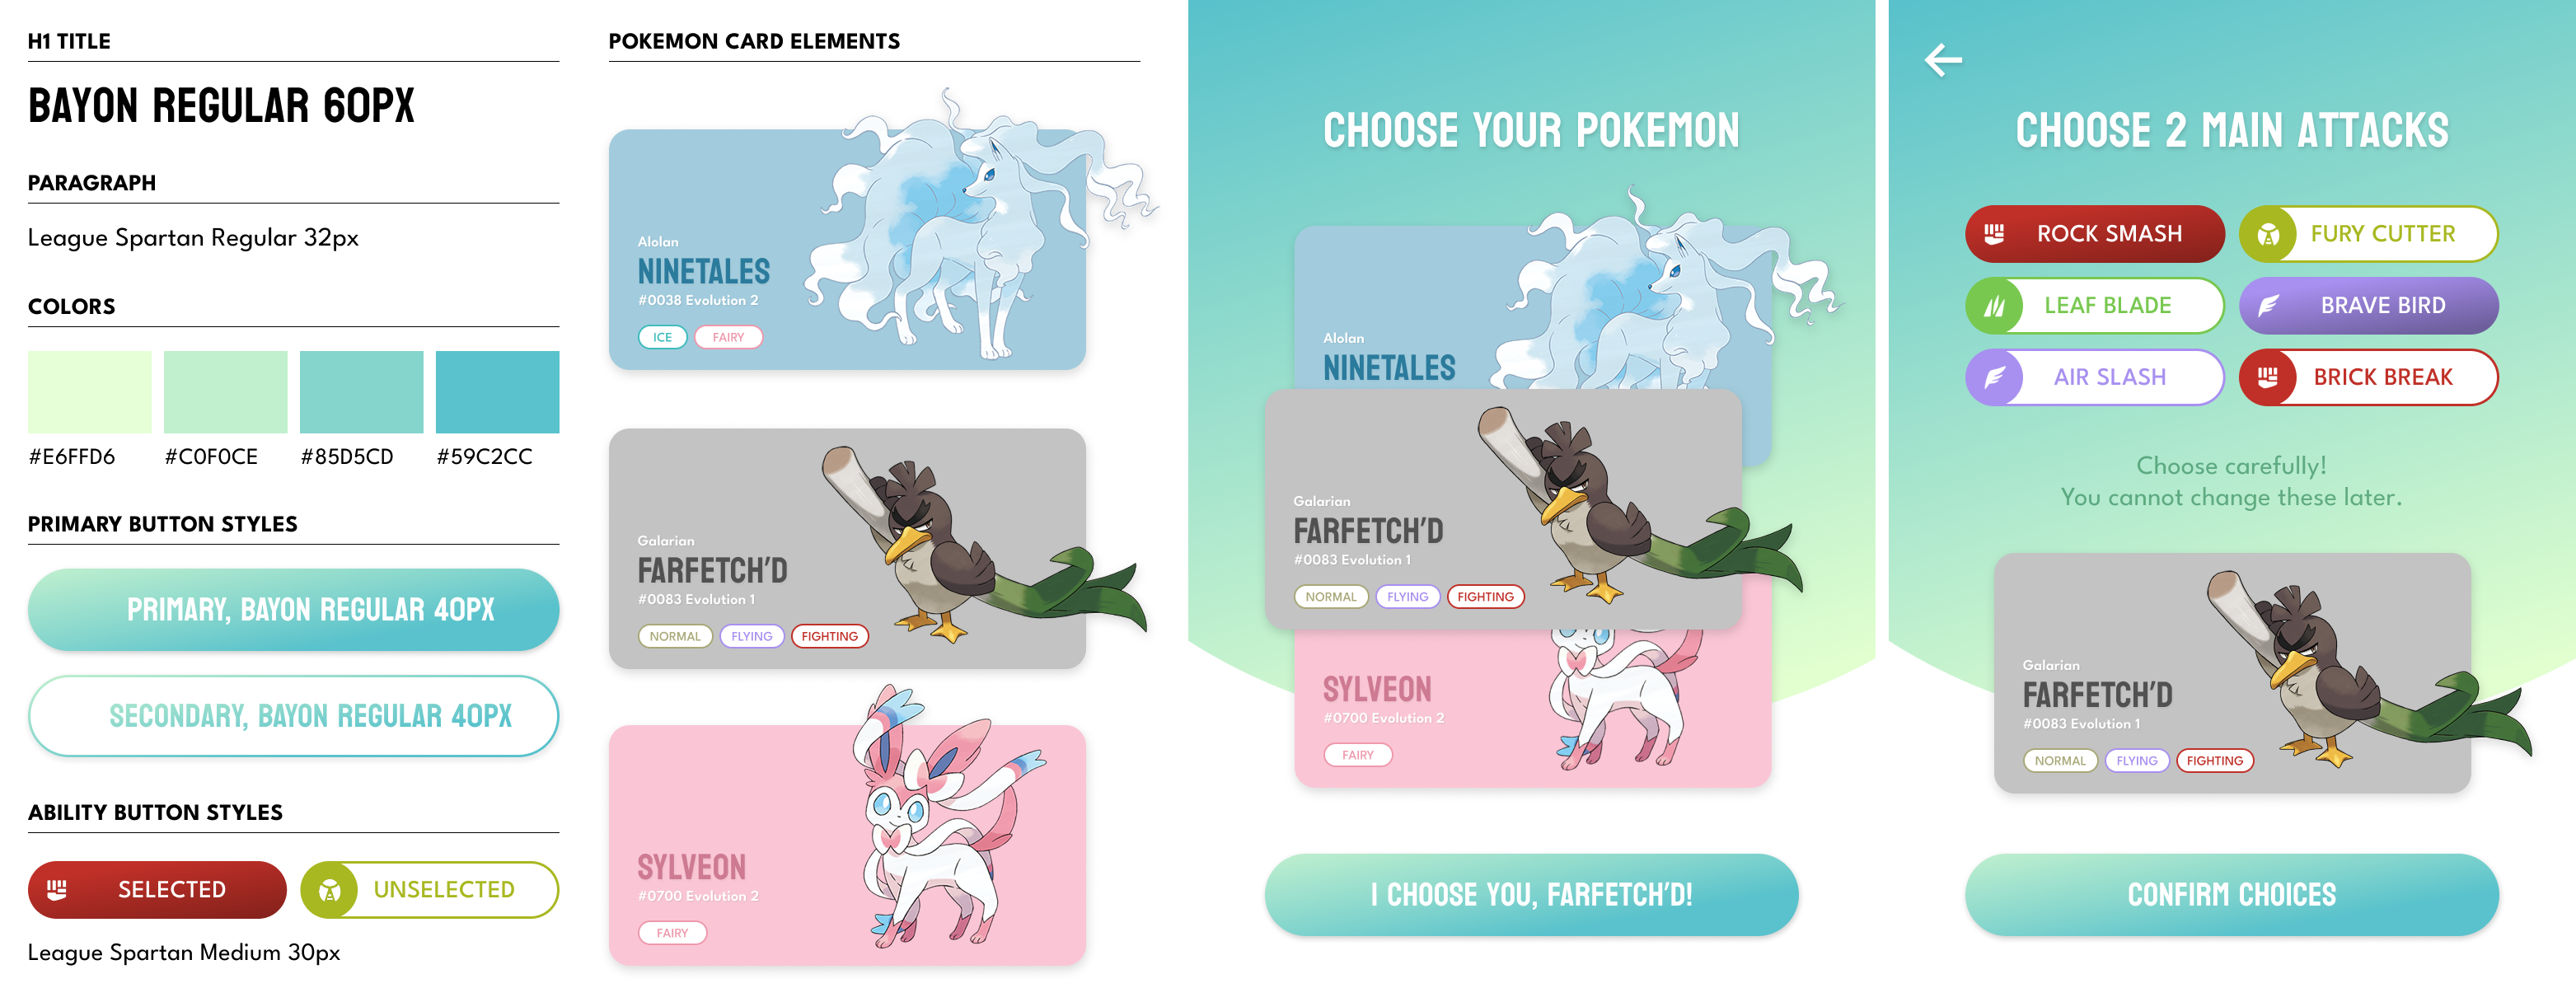 H1 TITLE
BAYON REGULAR 60PX
PARAGRAPH
League Spartan Regular 32px
COLORS
#E6FFD6 #C0F0CE #85D5CD #59C2CC
PRIMARY BUTTON STYLES
PRIMARY, BAYON REGULAR 40PX
SECONDARY, BAYON REGULAR 40PX
ABILITY BUTTON STYLES
SELECTED UNSELECTED
League Spartan Medium 30px
POKEMON CARD ELEMENTS
Alolan
NINETALES
#0038 Evolution 2
ICE FAIRY
Galarian
FARFETCH'D
#0083 Evolution 1
NORMAL FLYING FIGHTING
SYLVEON
#0700 Evolution 2
FAIRY
CHOOSE YOUR POKEMON
Alolan
NINETALES
Galarian
FARFETCH'D
#0083 Evolution 1
NORMAL FLYING FIGHTING
SYLVEON
#0700 Evolution 2
FAIRY
I CHOOSE YOU, FARFETCH'D!
CHOOSE 2 MAIN ATTACKS
ROCK SMASH FURY CUTTER
LEAF BLADE BRAVE BIRD
AIR SLASH BRICK BREAK
Choose carefully!
You cannot change these later.
Galarian
FARFETCH'D
#0083 Evolution 1
NORMAL FLYING FIGHTING
CONFIRM CHOICES